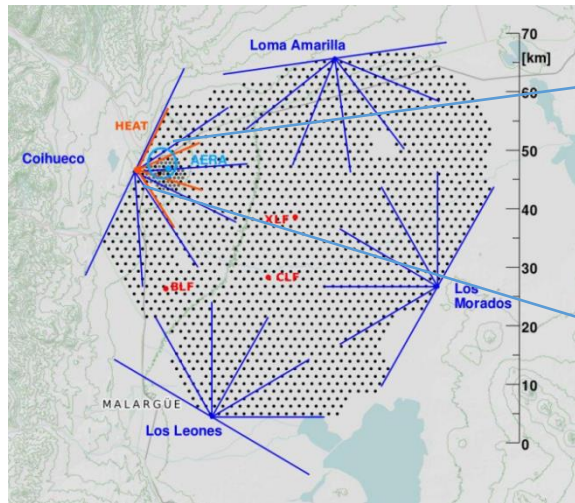 70
[km]
60
50
40
30
20
10
0
Loma Amarilla
HEAT
Coihueco
AERA
XLF
CLF
BLF
Los
Morados
MALARGÜE
Los Leones